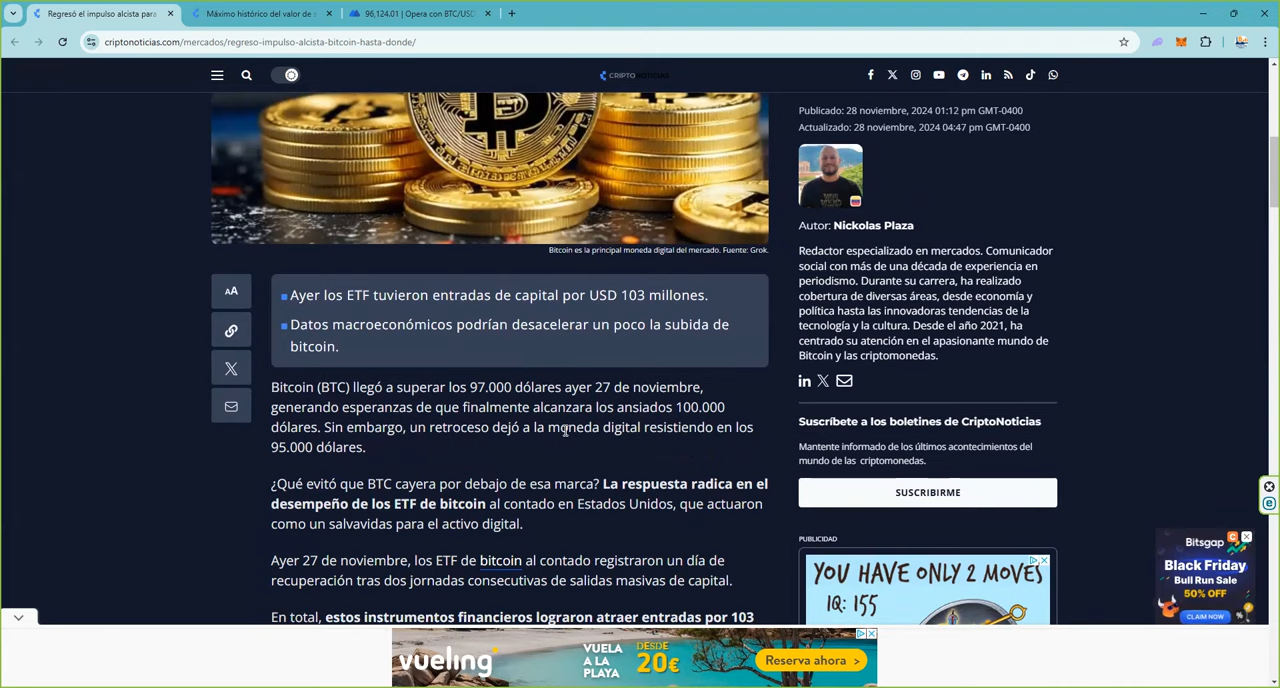 Regresó el impulso alcista para
Máximo histórico del valor de
96,124.01 | Opera con BTC/USD
criptonoticias.com/mercados/regreso-impulso-alcista-bitcoin-hasta-donde/
CRIPTONOTICIAS
Bitcoin es la principal moneda digital del mercado. Fuente: Grok.
AA
Ayer los ETF tuvieron entradas de capital por USD 103 millones.
Datos macroeconómicos podrían desacelerar un poco la subida de
bitcoin.
Bitcoin (BTC) llegó a superar los 97.000 dólares ayer 27 de noviembre,
generando esperanzas de que finalmente alcanzara los ansiados 100.000
dólares. Sin embargo, un retroceso dejó a la moneda digital resistiendo en los
95.000 dólares.
¿Qué evitó que BTC cayera por debajo de esa marca? La respuesta radica en el
desempeño de los ETF de bitcoin al contado en Estados Unidos, que actuaron
como un salvavidas para el activo digital.
Ayer 27 de noviembre, los ETF de bitcoin al contado registraron un día de
recuperación tras dos jornadas consecutivas de salidas masivas de capital.
En total, estos instrumentos financieros lograron atraer entradas por 103
Publicado: 28 noviembre, 2024 01:12 pm GMT-0400
Actualizado: 28 noviembre, 2024 04:47 pm GMT-0400
Autor: Nickolas Plaza
Redactor especializado en mercados. Comunicador
social con más de una década de experiencia en
periodismo. Durante su carrera, ha realizado
cobertura de diversas áreas, desde economía y
política hasta las innovadoras tendencias de la
tecnología y la cultura. Desde el año 2021, ha
centrado su atención en el apasionante mundo de
Bitcoin y las criptomonedas.
Suscríbete a los boletines de CriptoNoticias
Mantente informado de los últimos acontecimientos del
mundo de las criptomonedas.
SUSCRIBIRME
PUBLICIDAD
YOU HAVE ONLY 2 MOVES
IQ: 155
Bitsgap
Black Friday
Bull Run Sale
50% OFF
CLAIM NOW
vueling
VUELA
A LA
PLAYA
DESDE
20€
Reserva ahora >